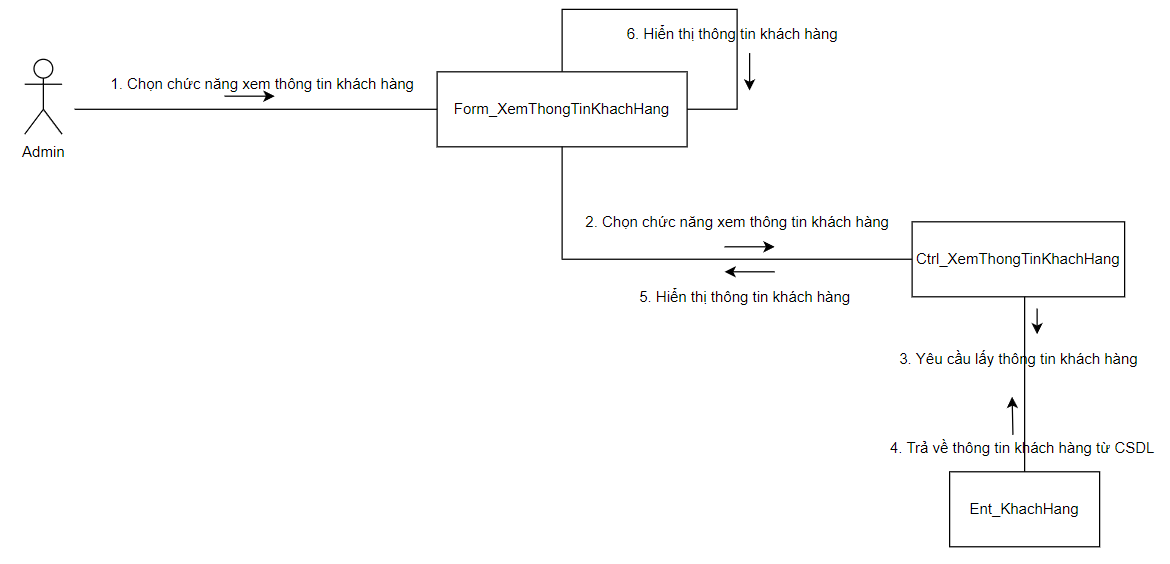 6. Hiển thị thông tin khách hàng
1. Chọn chức năng xem thông tin khách hàng
Form_XemThongTinKhachHang
Admin
2. Chọn chức năng xem thông tin khách hàng
Ctrl_XemThongTinKhachHang
5. Hiển thị thông tin khách hàng
3. Yêu cầu lấy thông tin khách hàng
4. Trả về thông tin khách hàng từ CSDL
Ent_KhachHang